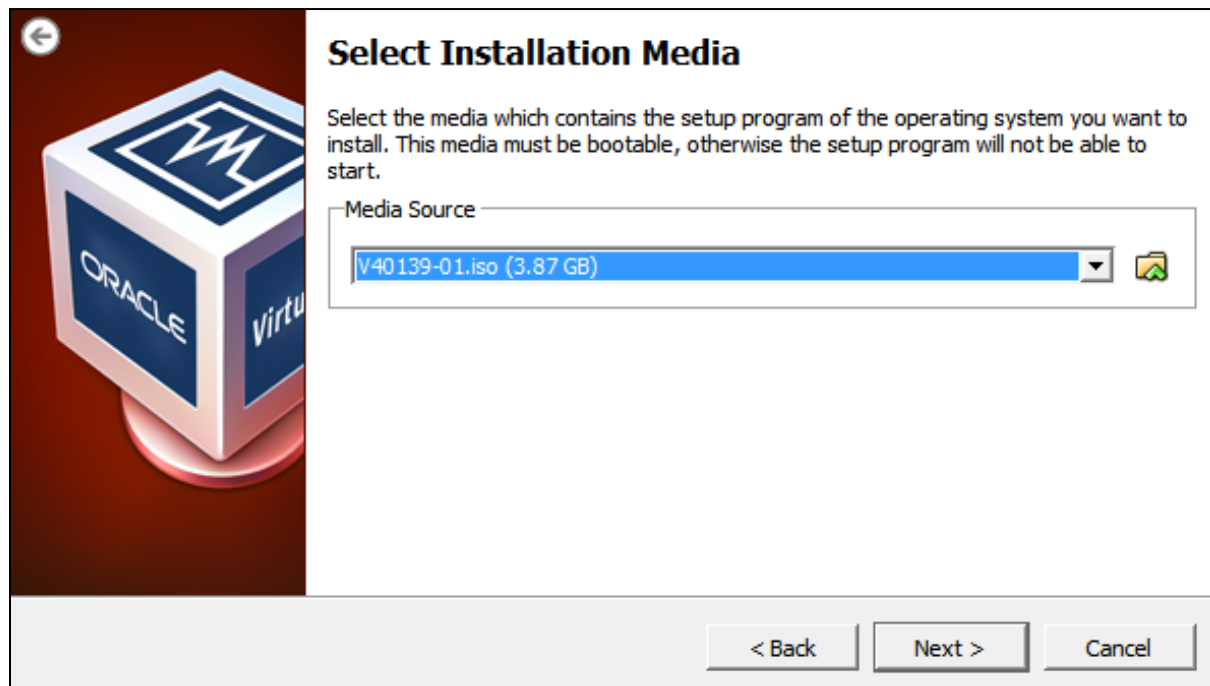 Select Installation Media
Select the media which contains the setup program of the operating system you want to
install. This media must be bootable, otherwise the setup program will not be able to
start.
Media Source
V40139-01.iso (3.87 GB)
ORACLE
Virtu
< Back Next > Cancel